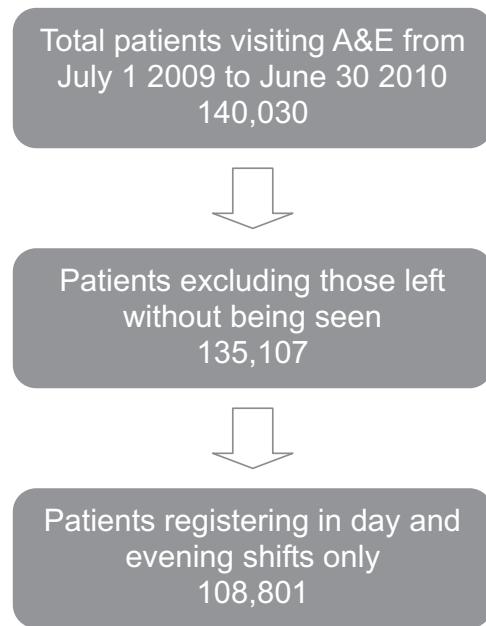 Total patients visiting A&E from
July 1 2009 to June 30 2010
140,030
Patients excluding those left
without being seen
135,107
Patients registering in day and
evening shifts only
108,801